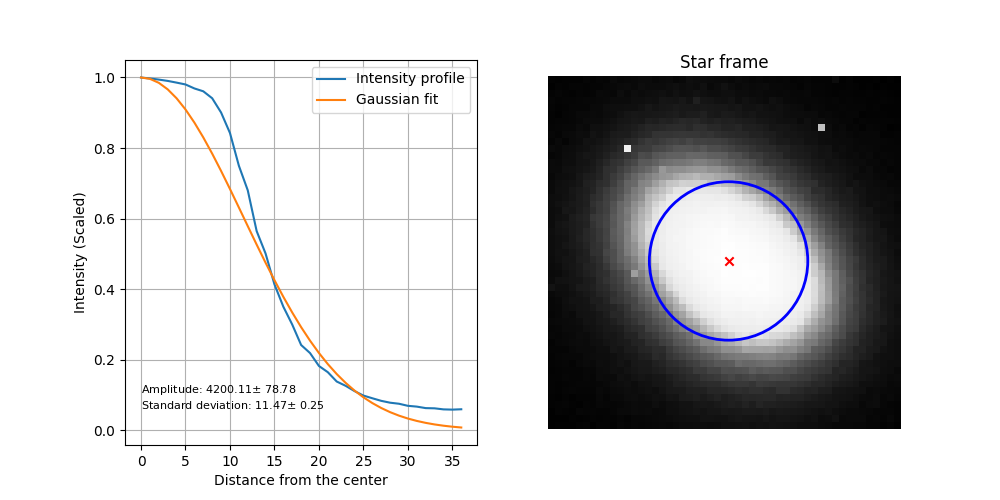 Star frame
Intensity (Scaled)
1.0
0.8
0.6
0.4
0.2
0.0
Intensity profile
Gaussian fit
Amplitude: 4200.11± 78.78
Standard deviation: 11.47± 0.25
0 5 10 15 20 25 30 35
Distance from the center